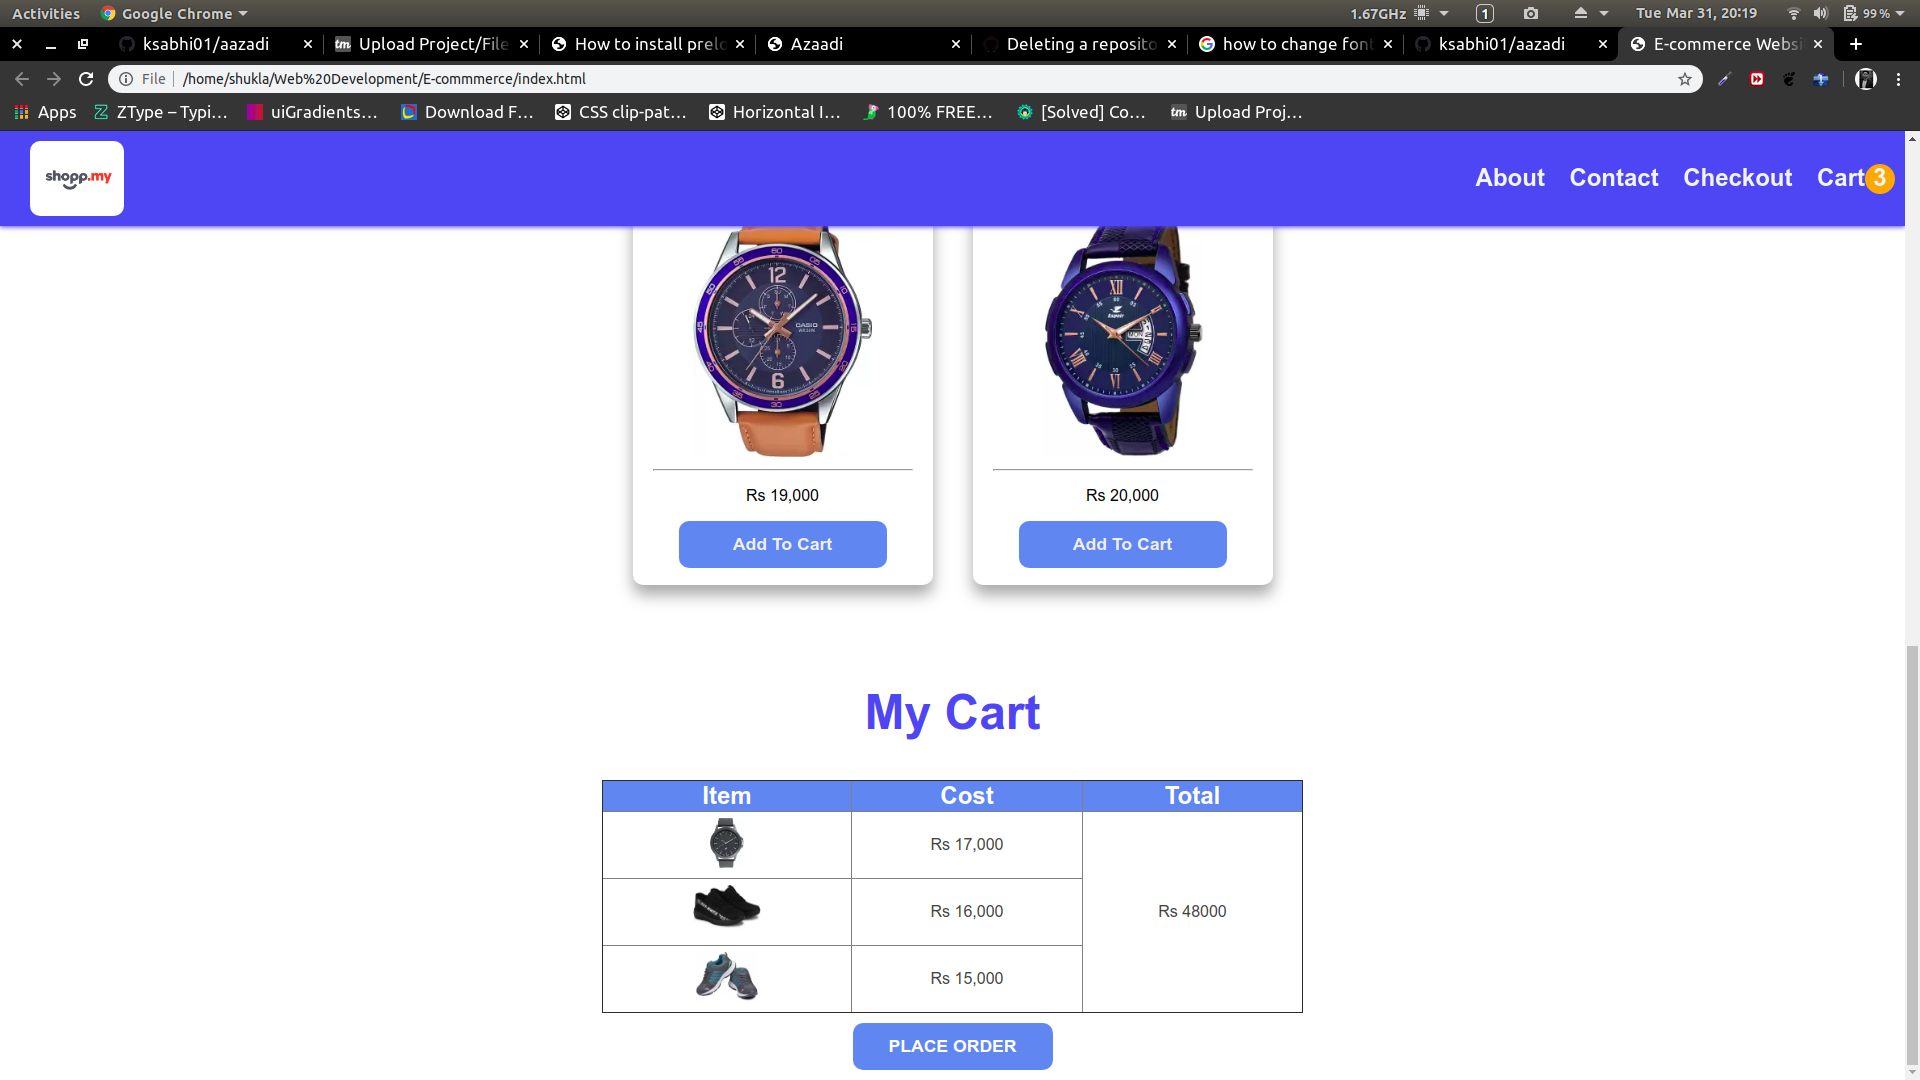 Activities Google Chrome 1.67GHz 1 Tue Mar 31, 20:19 99%
ksabhi01/aazadi Upload Project/File How to install prelo Azaadi Deleting a reposito how to change font ksabhi01/aazadi E-commerce Websi
File /home/shukla/Web%20Development/E-commmerce/index.html
Apps ZType – Typi... uiGradients... Download F... CSS clip-pat... Horizontal I... 100% FREE... [Solved] Co... Upload Proj...
shopp.my About Contact Checkout Cart 3
CASIO
Rs 19,000 Rs 20,000
Add To Cart Add To Cart
My Cart
Item Cost Total
Rs 17,000
Rs 16,000 Rs 48000
Rs 15,000
PLACE ORDER